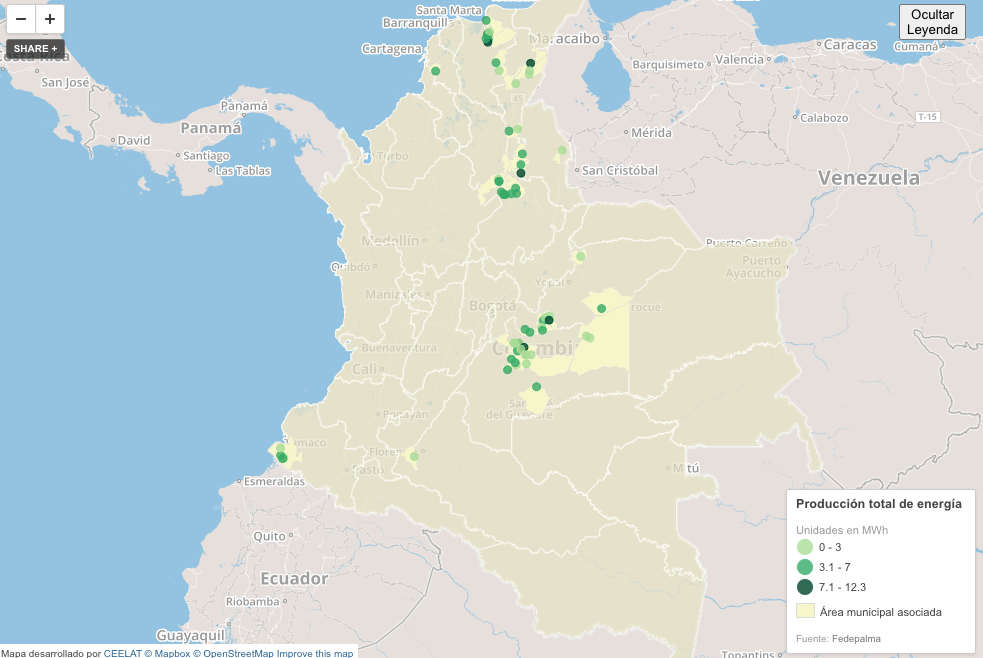 − +
SHARE +
Ocultar
Leyenda
Santa Marta
Barranquill
Cartagena
Maracaibo
Barquisimeto
Valencia
Caracas
Cumaná
Costa Rica
San José
Panamá
Panamá
David
Santiago
Las Tablas
Turbo
Mérida
San Cristóbal
Calabozo
T-15
Venezuela
Medellín
Quibdó
Puerto Carreño
Puerto
Ayacucho
Manizales
Yopal
Bogotá
rocué
Buenaventura
Colombia
Cali
Popayán
San
del Guaviare
Tumaco
Floren
Pasto
Esmeraldas
Mitú
Quito
Ecuador
Riobamba
Guayaquil
Tonantins
Producción total de energía
Unidades en MWh
0 - 3
3.1 - 7
7.1 - 12.3
Área municipal asociada
Fuente: Fedepalma
Mapa desarrollado por CEELAT © Mapbox © OpenStreetMap Improve this map